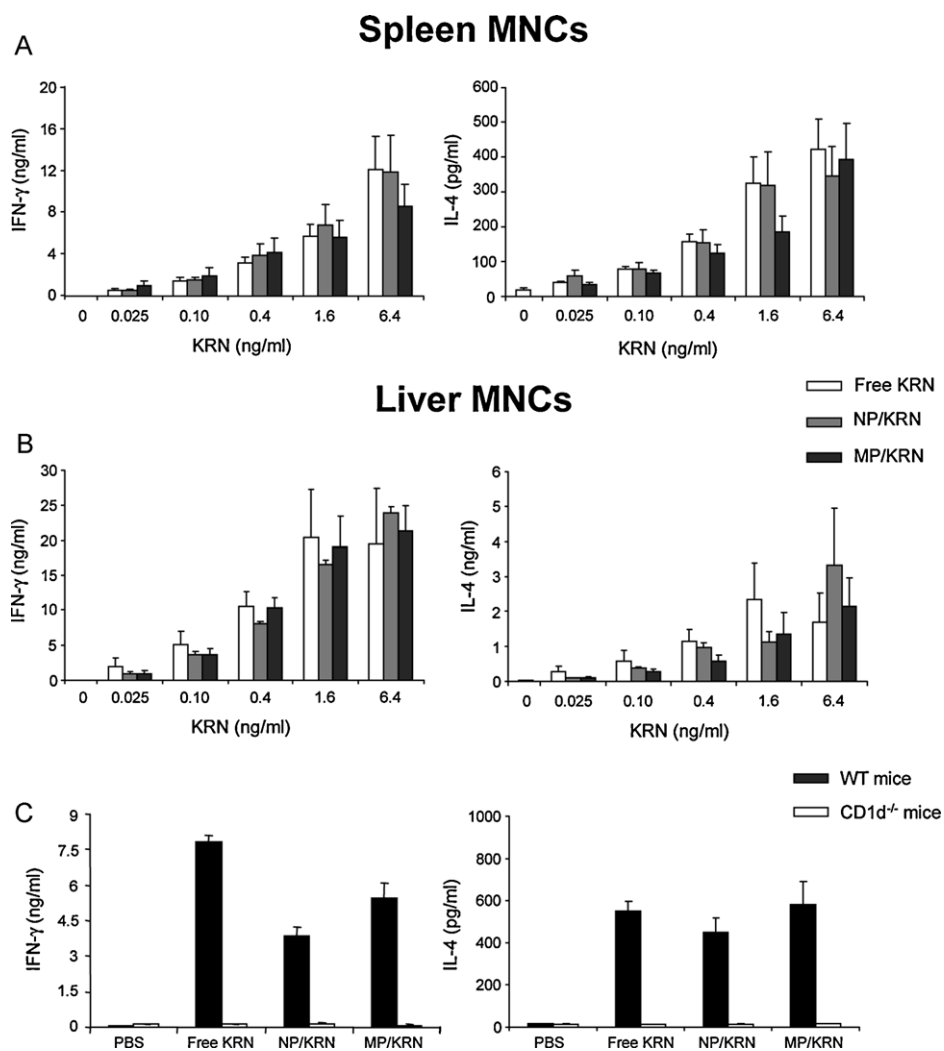 A
Spleen MNCs
IFN-γ (ng/ml)
20
16
12
8
4
0 0.025 0.10 0.4 1.6 6.4
KRN (ng/ml)
IL-4 (pg/ml)
600
500
400
300
200
100
0
0 0.025 0.10 0.4 1.6 6.4
KRN (ng/ml)
Liver MNCs
Free KRN
NP/KRN
MP/KRN
B
IFN-γ (ng/ml)
30
25
20
15
10
5
0
0 0.025 0.10 0.4 1.6 6.4
KRN (ng/ml)
IL-4 (ng/ml)
6
5
4
3
2
1
0
0 0.025 0.10 0.4 1.6 6.4
KRN (ng/ml)
WT mice
CD1d-/- mice
C
IFN-γ (ng/ml)
9
7.5
6
4.5
3
1.5
0
PBS Free KRN NP/KRN MP/KRN
IL-4 (pg/ml)
1000
800
600
400
200
0
PBS Free KRN NP/KRN MP/KRN